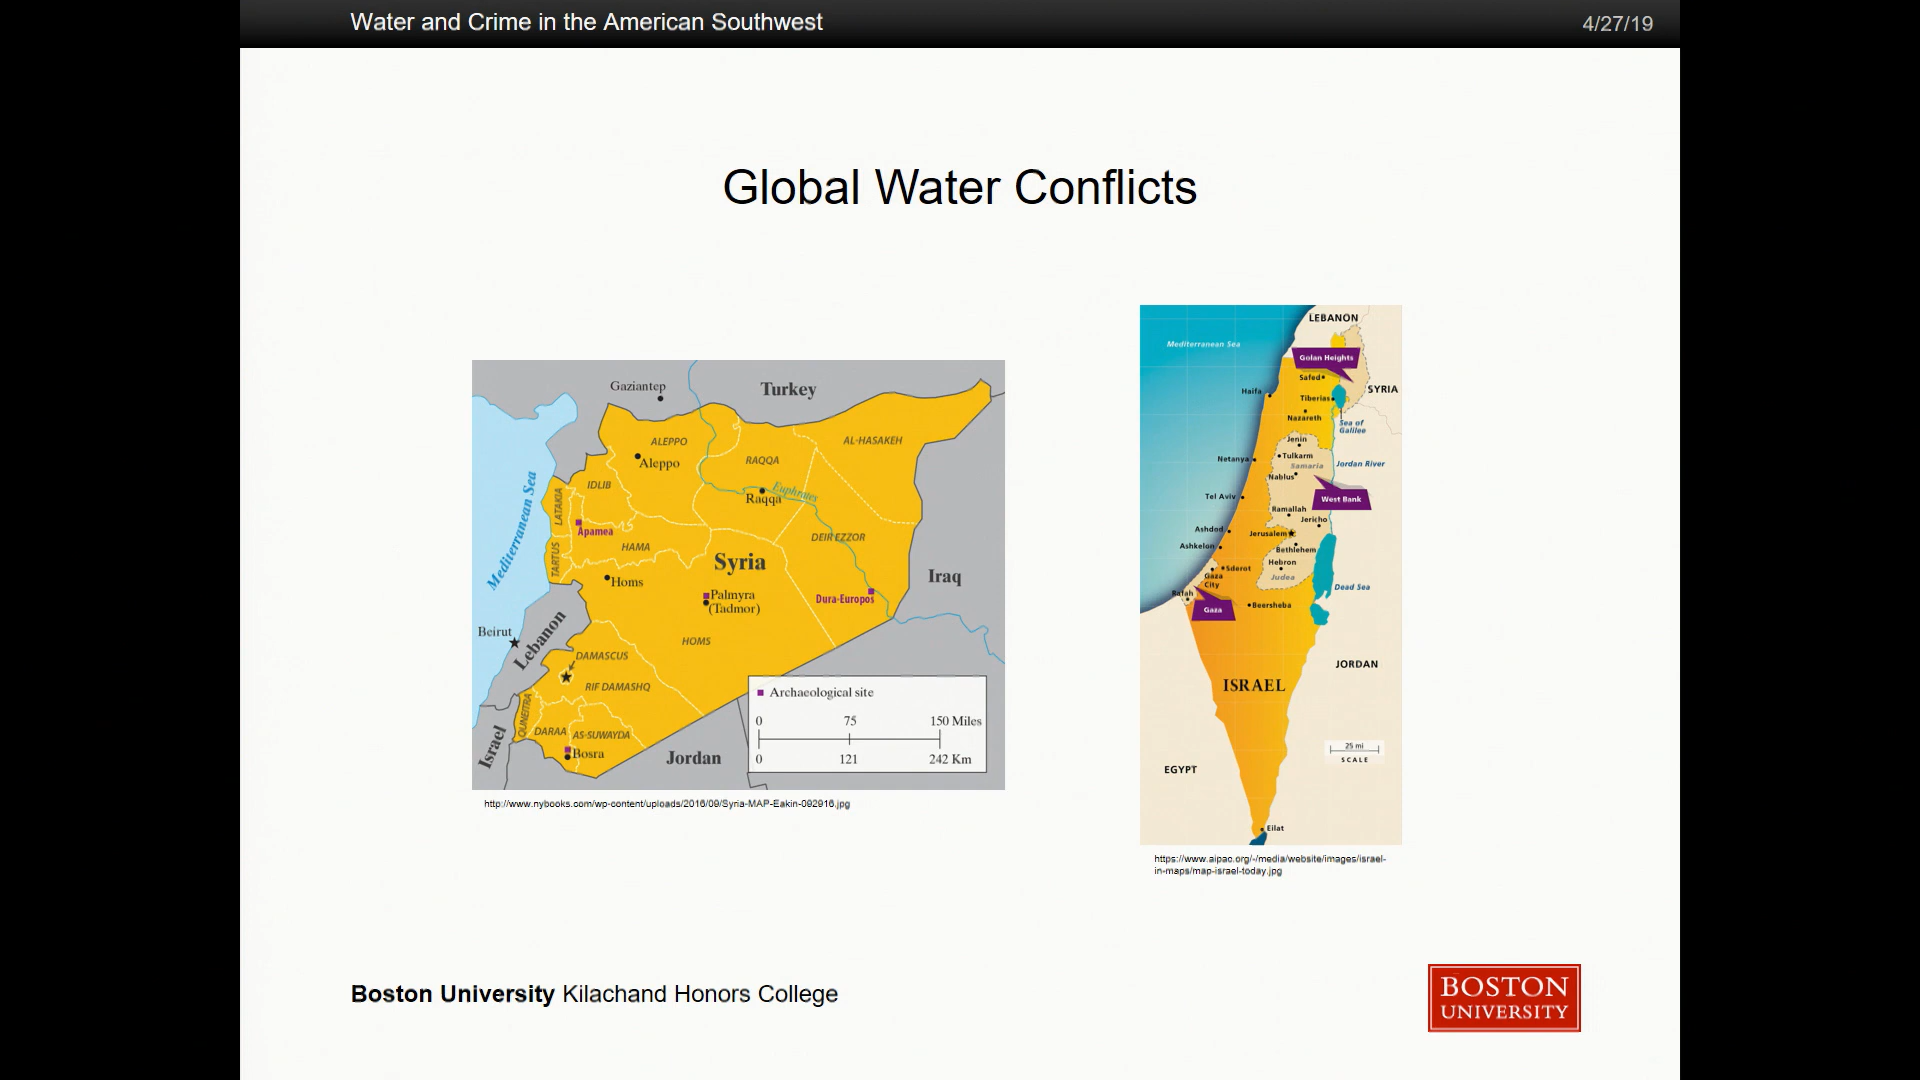 Water and Crime in the American Southwest
4/27/19
Global Water Conflicts
Gaziantep
Turkey
ALEPPO
Aleppo
RAQQA
AL-HASAKEH
IDLIB
Raqqa
Euphrates
LATAKIA
Apamea
HAMA
DEIR EZZOR
TARTUS
Mediterranean Sea
Syria
Iraq
Homs
Palmyra
(Tadmor)
Dura-Europos
Beirut
Lebanon
HOMS
DAMASCUS
RIF DAMASHQ
QUNEITRA
DARAA
AS-SUWAYDA
Bosra
Israel
Jordan
Archaeological site
0 75 150 Miles
0 121 242 Km
http://www.nybooks.com/wp-content/uploads/2016/09/Syria-MAP-Eakin-092916.jpg
LEBANON
Mediterranean Sea
Golan Heights
Safed
SYRIA
Haifa
Tiberias
Nazareth
Sea of
Galilee
Jenin
Netanya
Tulkarm
Samaria
Jordan River
Nablus
Tel Aviv
West Bank
Ramallah
Jericho
Ashdod
Jerusalem
Ashkelon
Bethlehem
Hebron
Sderot
Gaza
City
Judea
Dead Sea
Rafah
Gaza
Beersheba
JORDAN
ISRAEL
25 mi
SCALE
EGYPT
Eilat
https://www.aipac.org/-/media/website/images/israel-
in-maps/map-israel-today.jpg
Boston University Kilachand Honors College
BOSTON
UNIVERSITY